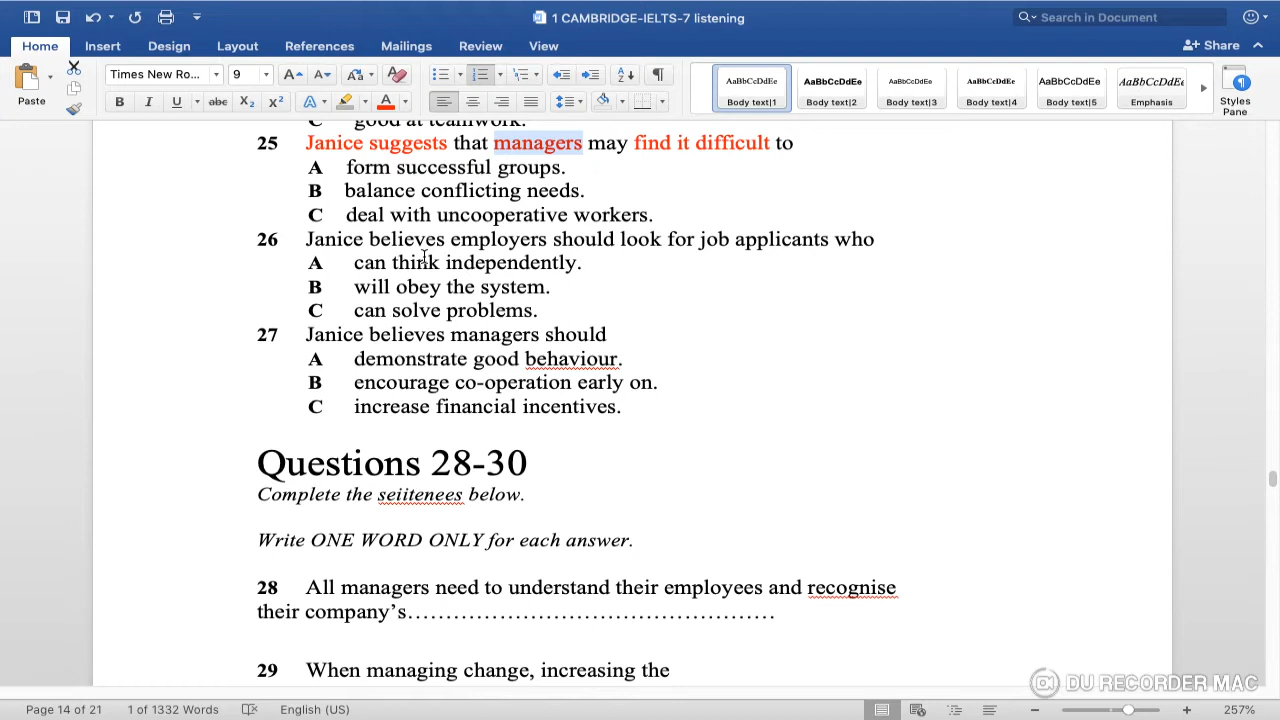 1 CAMBRIDGE-IELTS-7 listening
Search in Document
Home Insert Design Layout References Mailings Review View
Share
Paste
Times New Ro... 9
AaBbCcDdEe AaBbCcDdEe AaBbCcDdEe AaBbCcDdEe AaBbCcDdEe AaBbCcDdEe
Body text|1 Body text|2 Body text|3 Body text|4 Body text|5 Emphasis
Styles
Pane
C good at teamwork.
25 Janice suggests that managers may find it difficult to
A form successful groups.
B balance conflicting needs.
C deal with uncooperative workers.
26 Janice believes employers should look for job applicants who
A can think independently.
B will obey the system.
C can solve problems.
27 Janice believes managers should
A demonstrate good behaviour.
B encourage co-operation early on.
C increase financial incentives.
Questions 28-30
Complete the seiitenees below.
Write ONE WORD ONLY for each answer.
28 All managers need to understand their employees and recognise
their company’s…………………………………………
29 When managing change, increasing the
DU RECORDER MAC
Page 14 of 21 1 of 1332 Words English (US) 257%